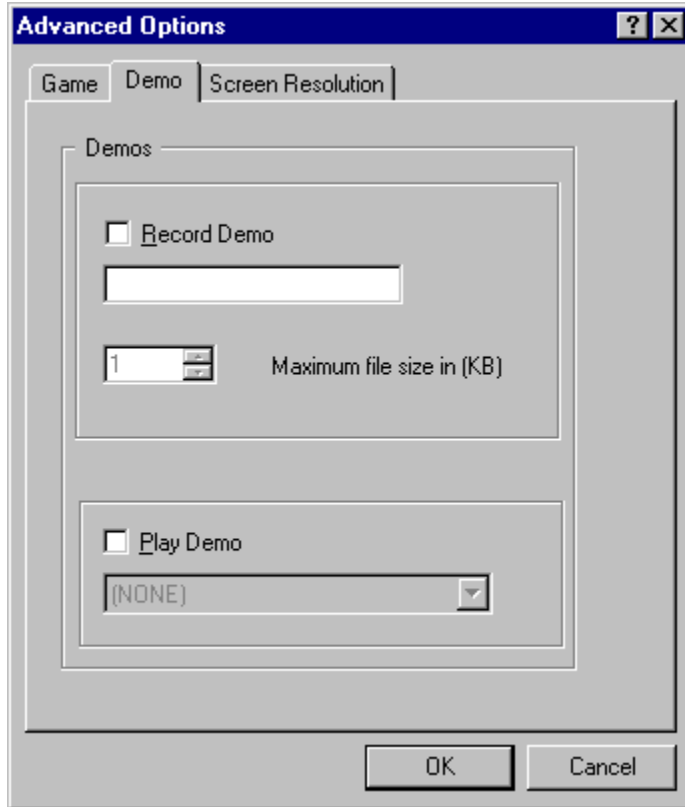 Advanced Options
Game Demo Screen Resolution
Demos
Record Demo
1 Maximum file size in (KB)
Play Demo
(NONE)
OK Cancel